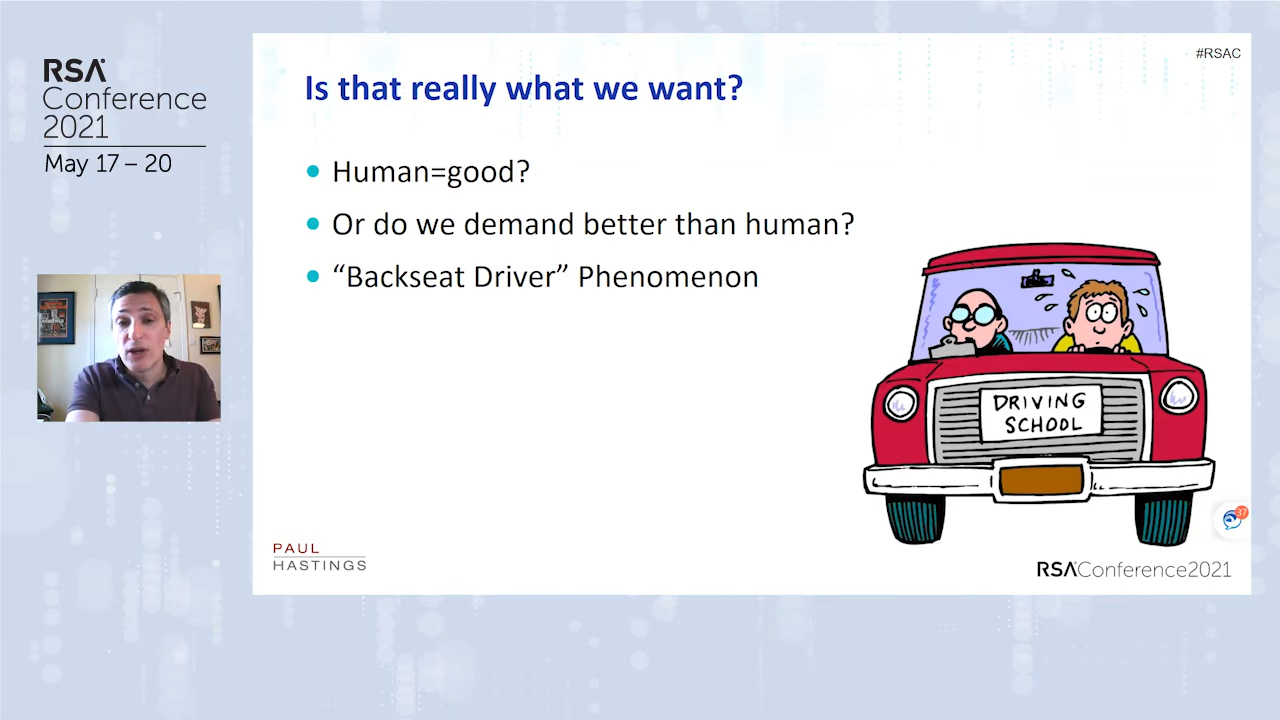 RSA
Conference
2021
May 17 – 20
#RSAC
Is that really what we want?
Human=good?
Or do we demand better than human?
“Backseat Driver” Phenomenon
DRIVING
SCHOOL
37
PAUL
HASTINGS
RSAConference2021